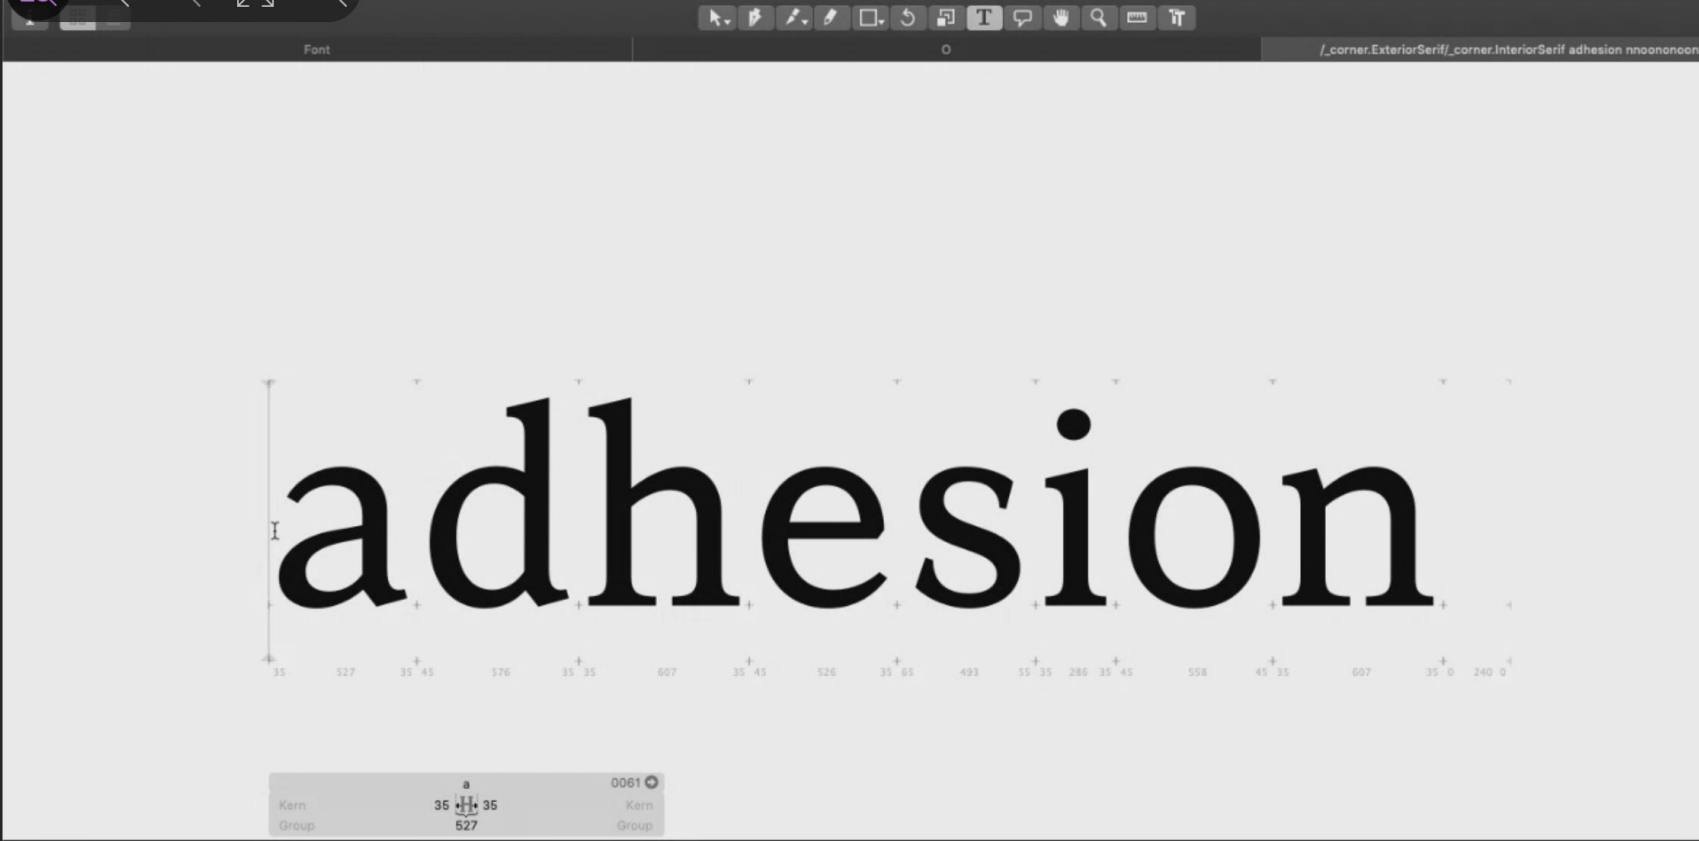 T
Font
O
/_corner.ExteriorSerif/_corner.InteriorSerif adhesion nnoononoon
adhesion
35 527 35 45 576 35 35 607 35 45 526 35 65 493 55 35 286 35 45 558 45 35 607 35 0 240 0
a 0061
Kern 35 H 35 Kern
Group 527 Group